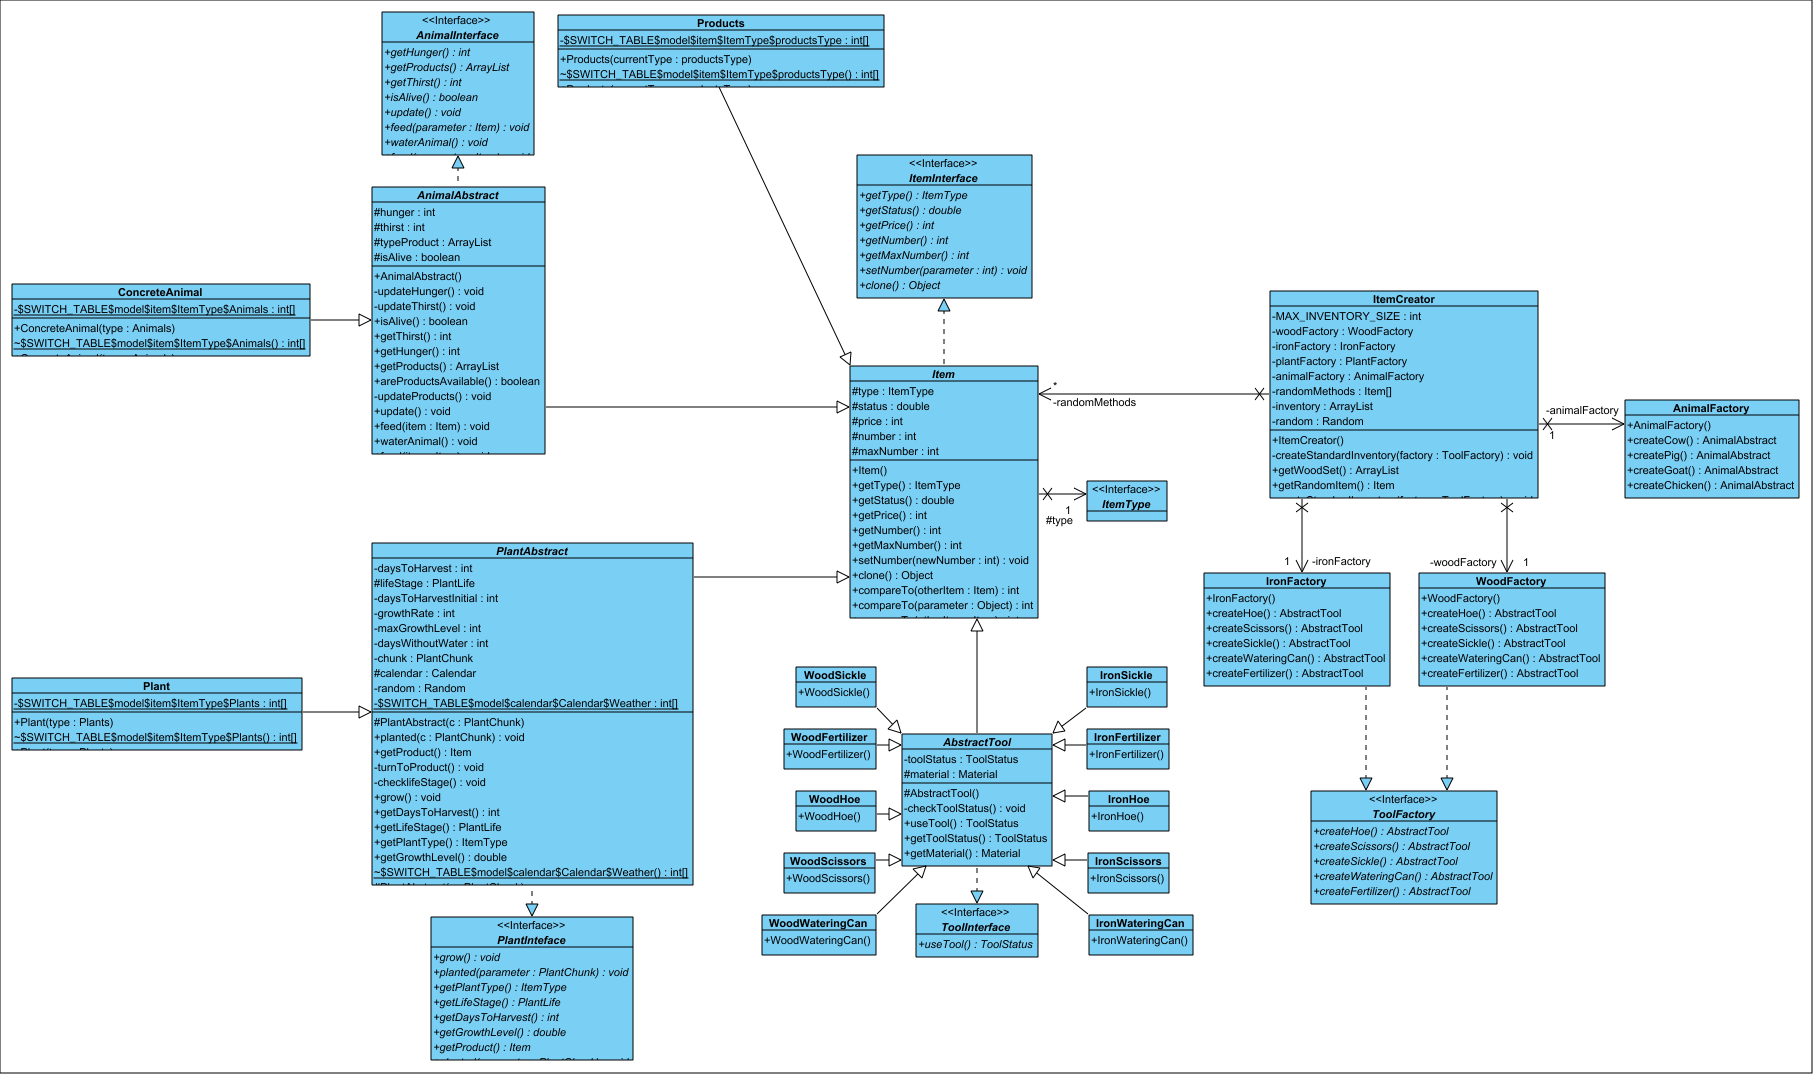 <<Interface>>
AnimalInterface
+getHunger() : int
+getProducts() : ArrayList
+getThirst() : int
+isAlive() : boolean
+update() : void
+feed(parameter : Item) : void
+waterAnimal() : void
Products
-$SWITCH_TABLE$model$item$ItemType$productsType : int[]
+Products(currentType : productsType)
~$SWITCH_TABLE$model$item$ItemType$productsType() : int[]
AnimalAbstract
#hunger : int
#thirst : int
#typeProduct : ArrayList
#isAlive : boolean
+AnimalAbstract()
-updateHunger() : void
-updateThirst() : void
+isAlive() : boolean
+getThirst() : int
+getHunger() : int
+getProducts() : ArrayList
+areProductsAvailable() : boolean
-updateProducts() : void
+update() : void
+feed(item : Item) : void
+waterAnimal() : void
ConcreteAnimal
-$SWITCH_TABLE$model$item$ItemType$Animals : int[]
+ConcreteAnimal(type : Animals)
~$SWITCH_TABLE$model$item$ItemType$Animals() : int[]
<<Interface>>
ItemInterface
+getType() : ItemType
+getStatus() : double
+getPrice() : int
+getNumber() : int
+getMaxNumber() : int
+setNumber(parameter : int) : void
+clone() : Object
Item
#type : ItemType
#status : double
#price : int
#number : int
#maxNumber : int
+Item()
+getType() : ItemType
+getStatus() : double
+getPrice() : int
+getNumber() : int
+getMaxNumber() : int
+setNumber(newNumber : int) : void
+clone() : Object
+compareTo(otherItem : Item) : int
+compareTo(parameter : Object) : int
*
-randomMethods
1
#type
<<Interface>>
ItemType
ItemCreator
-MAX_INVENTORY_SIZE : int
-woodFactory : WoodFactory
-ironFactory : IronFactory
-plantFactory : PlantFactory
-animalFactory : AnimalFactory
-randomMethods : Item[]
-inventory : ArrayList
-random : Random
+ItemCreator()
-createStandardInventory(factory : ToolFactory) : void
+getWoodSet() : ArrayList
+getRandomItem() : Item
-animalFactory
1
AnimalFactory
+AnimalFactory()
+createCow() : AnimalAbstract
+createPig() : AnimalAbstract
+createGoat() : AnimalAbstract
+createChicken() : AnimalAbstract
1
-ironFactory
-woodFactory
1
IronFactory
+IronFactory()
+createHoe() : AbstractTool
+createScissors() : AbstractTool
+createSickle() : AbstractTool
+createWateringCan() : AbstractTool
+createFertilizer() : AbstractTool
WoodFactory
+WoodFactory()
+createHoe() : AbstractTool
+createScissors() : AbstractTool
+createSickle() : AbstractTool
+createWateringCan() : AbstractTool
+createFertilizer() : AbstractTool
<<Interface>>
ToolFactory
+createHoe() : AbstractTool
+createScissors() : AbstractTool
+createSickle() : AbstractTool
+createWateringCan() : AbstractTool
+createFertilizer() : AbstractTool
PlantAbstract
-daysToHarvest : int
#lifeStage : PlantLife
-daysToHarvestInitial : int
-growthRate : int
-maxGrowthLevel : int
-daysWithoutWater : int
-chunk : PlantChunk
#calendar : Calendar
-random : Random
-$SWITCH_TABLE$model$calendar$Calendar$Weather : int[]
#PlantAbstract(c : PlantChunk)
+planted(c : PlantChunk) : void
+getProduct() : Item
-turnToProduct() : void
-checklifeStage() : void
+grow() : void
+getDaysToHarvest() : int
+getLifeStage() : PlantLife
+getPlantType() : ItemType
+getGrowthLevel() : double
~$SWITCH_TABLE$model$calendar$Calendar$Weather() : int[]
Plant
-$SWITCH_TABLE$model$item$ItemType$Plants : int[]
+Plant(type : Plants)
~$SWITCH_TABLE$model$item$ItemType$Plants() : int[]
<<Interface>>
PlantInteface
+grow() : void
+planted(parameter : PlantChunk) : void
+getPlantType() : ItemType
+getLifeStage() : PlantLife
+getDaysToHarvest() : int
+getGrowthLevel() : double
+getProduct() : Item
WoodSickle
+WoodSickle()
WoodFertilizer
+WoodFertilizer()
WoodHoe
+WoodHoe()
WoodScissors
+WoodScissors()
WoodWateringCan
+WoodWateringCan()
AbstractTool
-toolStatus : ToolStatus
#material : Material
#AbstractTool()
-checkToolStatus() : void
+useTool() : ToolStatus
+getToolStatus() : ToolStatus
+getMaterial() : Material
<<Interface>>
ToolInterface
+useTool() : ToolStatus
IronSickle
+IronSickle()
IronFertilizer
+IronFertilizer()
IronHoe
+IronHoe()
IronScissors
+IronScissors()
IronWateringCan
+IronWateringCan()